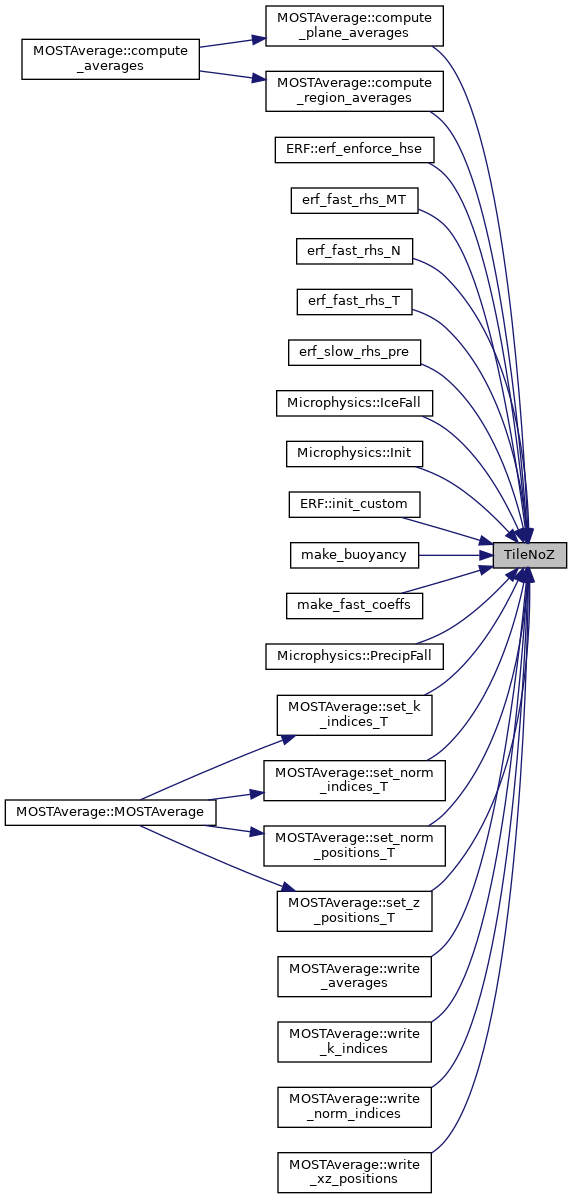 MOSTAverage::compute
_plane_averages
MOSTAverage::compute
_averages
MOSTAverage::compute
_region_averages
ERF::erf_enforce_hse
erf_fast_rhs_MT
erf_fast_rhs_N
erf_fast_rhs_T
erf_slow_rhs_pre
Microphysics::IceFall
Microphysics::Init
ERF::init_custom
make_buoyancy
TileNoZ
make_fast_coeffs
Microphysics::PrecipFall
MOSTAverage::set_k
_indices_T
MOSTAverage::set_norm
_indices_T
MOSTAverage::MOSTAverage
MOSTAverage::set_norm
_positions_T
MOSTAverage::set_z
_positions_T
MOSTAverage::write
_averages
MOSTAverage::write
_k_indices
MOSTAverage::write
_norm_indices
MOSTAverage::write
_xz_positions